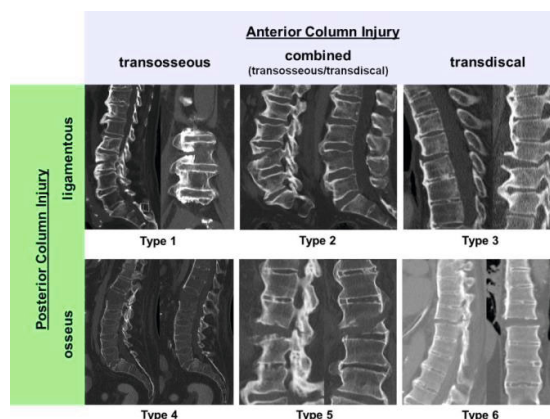 Anterior Column Injury
transosseous
combined
(transosseous/transdiscal)
transdiscal
Posterior Column Injury
ligamentous
osseus
Type 1
Type 2
Type 3
Type 4
Type 5
Type 6